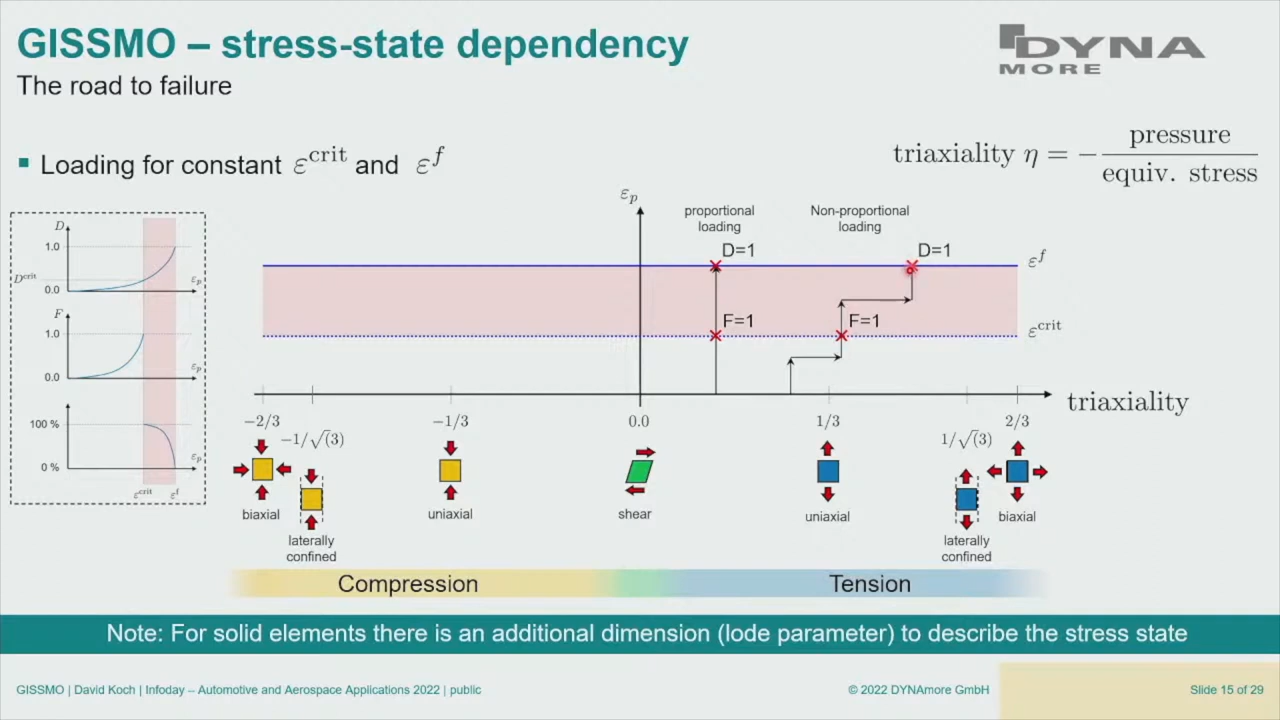 GISSMO – stress-state dependency
The road to failure
DYNA
MORE
Loading for constant ε^crit and ε^f
triaxiality η = − pressure / equiv. stress
D
1.0
D^crit
0.0
ε_p
F
1.0
0.0
ε_p
100 %
0 %
ε_p
ε^crit ε^f
ε_p
proportional
loading
Non-proportional
loading
D=1
D=1
ε^f
F=1
F=1
ε^crit
triaxiality
−2/3
−1/√(3)
−1/3
0.0
1/3
1/√(3)
2/3
biaxial
laterally
confined
uniaxial
shear
uniaxial
laterally
confined
biaxial
Compression
Tension
Note: For solid elements there is an additional dimension (lode parameter) to describe the stress state
GISSMO | David Koch | Infoday – Automotive and Aerospace Applications 2022 | public
© 2022 DYNAmore GmbH
Slide 15 of 29